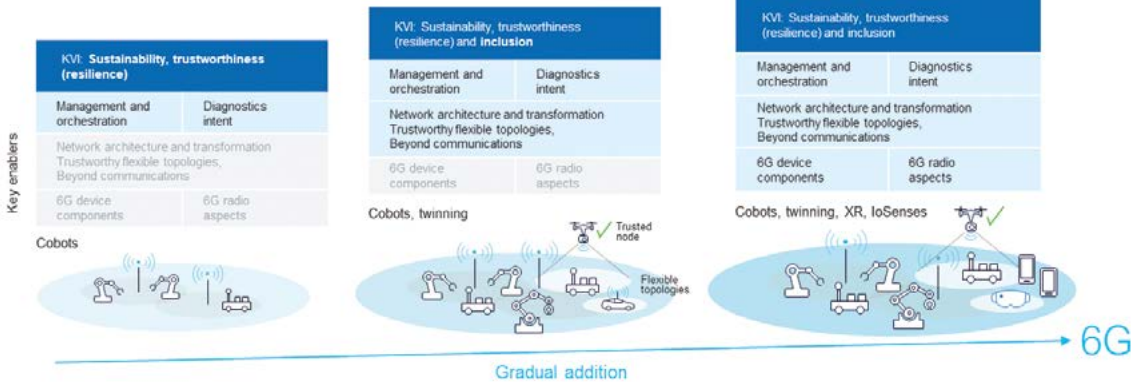 Key enablers
KVI: Sustainability, trustworthiness
(resilience)
Management and
orchestration
Diagnostics
intent
Network architecture and transformation
Trustworthy flexible topologies,
Beyond communications
6G device
components
6G radio
aspects
Cobots
KVI: Sustainability, trustworthiness
(resilience) and inclusion
Management and
orchestration
Diagnostics
intent
Network architecture and transformation
Trustworthy flexible topologies,
Beyond communications
6G device
components
6G radio
aspects
Cobots, twinning
Trusted
node
Flexible
topologies
KVI: Sustainability, trustworthiness
(resilience) and inclusion
Management and
orchestration
Diagnostics
intent
Network architecture and transformation
Trustworthy flexible topologies,
Beyond communications
6G device
components
6G radio
aspects
Cobots, twinning, XR, IoSenses
6G
Gradual addition